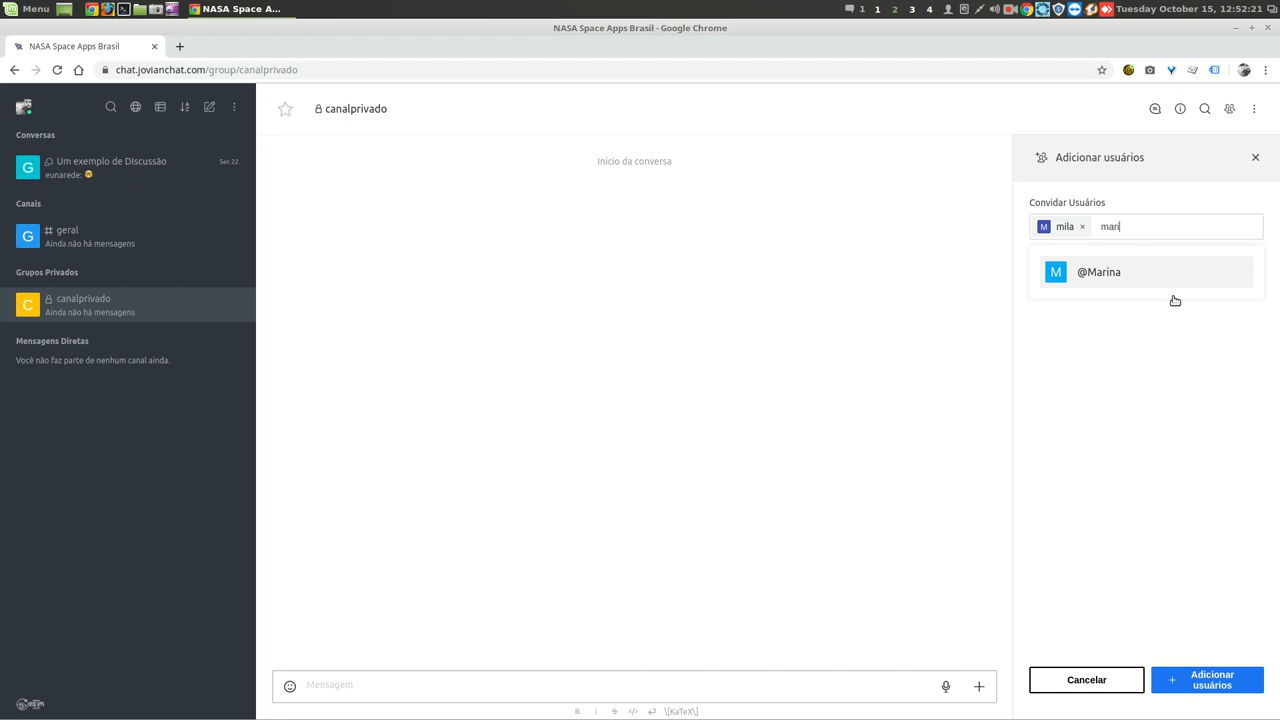 Menu
NASA Space A...
1
1
2
3
4
Tuesday October 15, 12:52:21
NASA Space Apps Brasil - Google Chrome
NASA Space Apps Brasil
chat.jovianchat.com/group/canalprivado
Conversas
G
Um exemplo de DIscussão
Set 22
eunarede:
Canais
G
geral
Ainda não há mensagens
Grupos Privados
C
canalprivado
Ainda não há mensagens
Mensagens Diretas
Você não faz parte de nenhum canal ainda.
canalprivado
Início da conversa
Mensagem
B i S </> \[KaTeX\]
Adicionar usuários
Convidar Usuários
M mila × mari
M @Marina
Cancelar
+ Adicionar
usuários